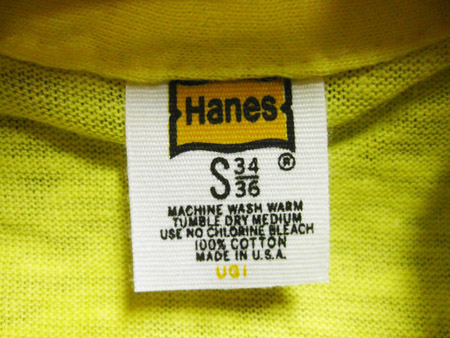 Hanes
S 34/36 ®
MACHINE WASH WARM
TUMBLE DRY MEDIUM
USE NO CHLORINE BLEACH
100% COTTON
MADE IN U.S.A.
UG1